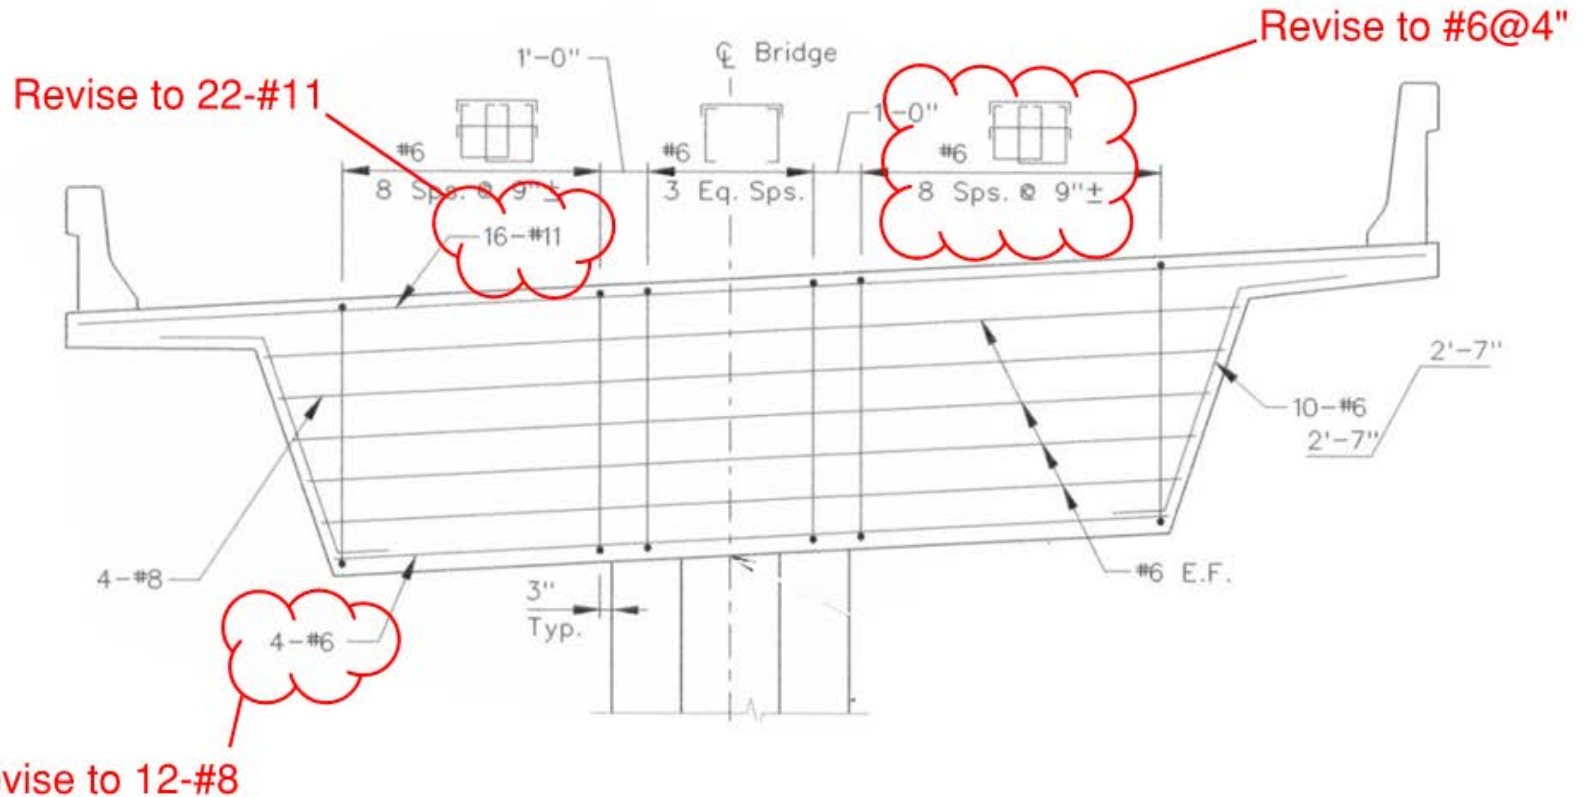 Revise to #6@4"
1'-0"
℄ Bridge
Revise to 22-#11
1'-0"
#6
#6
#6
8 Sps. @ 9"±
3 Eq. Sps.
8 Sps. @ 9"±
16-#11
2'-7"
10-#6
2'-7"
4-#8
#6 E.F.
3"
Typ.
4-#6
vise to 12-#8